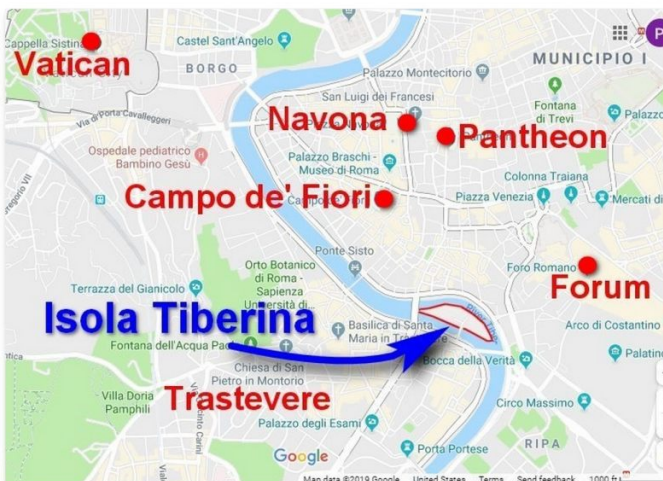 Cappella Sistina
Vatican
Castel Sant'Angelo
BORGO
P
MUNICIPIO I
Palazzo Montecitorio
San Luigi dei Francesi
Navona
Pantheon
Fontana
di Trevi
Palazzo
Via di Porta Cavalleggeri
Ospedale pediatrico
Bambino Gesù
Palazzo Braschi -
Museo di Roma
Colonna Traiana
Campo de' Fiori
Piazza Venezia
Mercati di
Gregorio VII
Ponte Sisto
Orto Botanico
di Roma -
Sapienza
Università di...
Foro Romano
Forum
Terrazza del Gianicolo
Isola Tiberina
Basilica di Santa
Maria in Trastevere
Arco di Costantino
Fontana dell'Acqua Pao
Bocca della Verità
Palatin
Chiesa di San
Pietro in Montorio
Villa Doria
Pamphili
Trastevere
Circo Massimo
Palazzo degli Esami
Porta Portese
RIPA
Google
Map data ©2019 Google United States Terms Send feedback 1000 ft